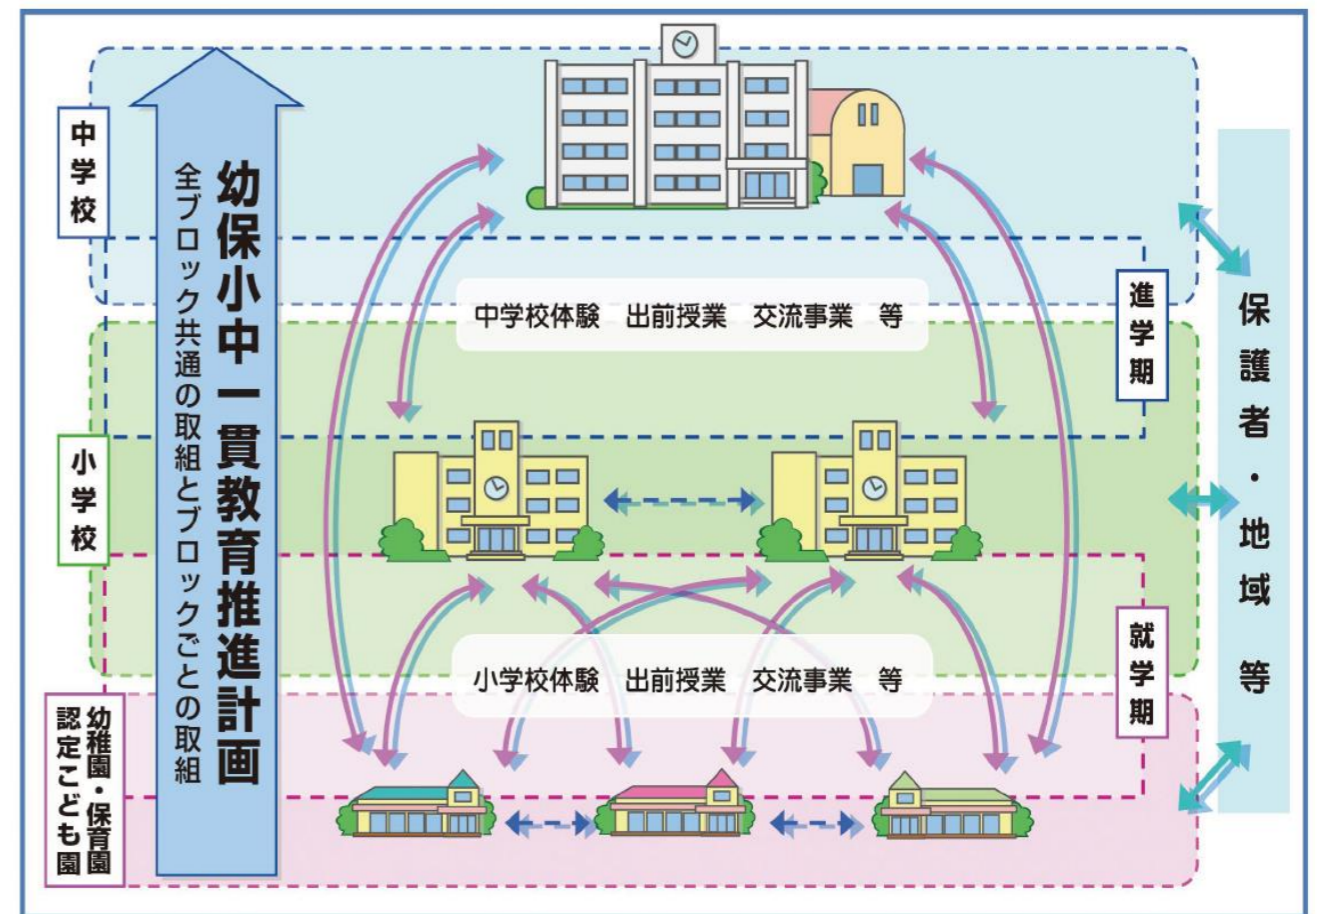 中学校
幼保小中一貫教育推進計画
全ブロック共通の取組とブロックごとの取組
中学校体験　出前授業　交流事業　等
進学期
保護者・地域　等
小学校
小学校体験　出前授業　交流事業　等
就学期
幼稚園・保育園
認定こども園